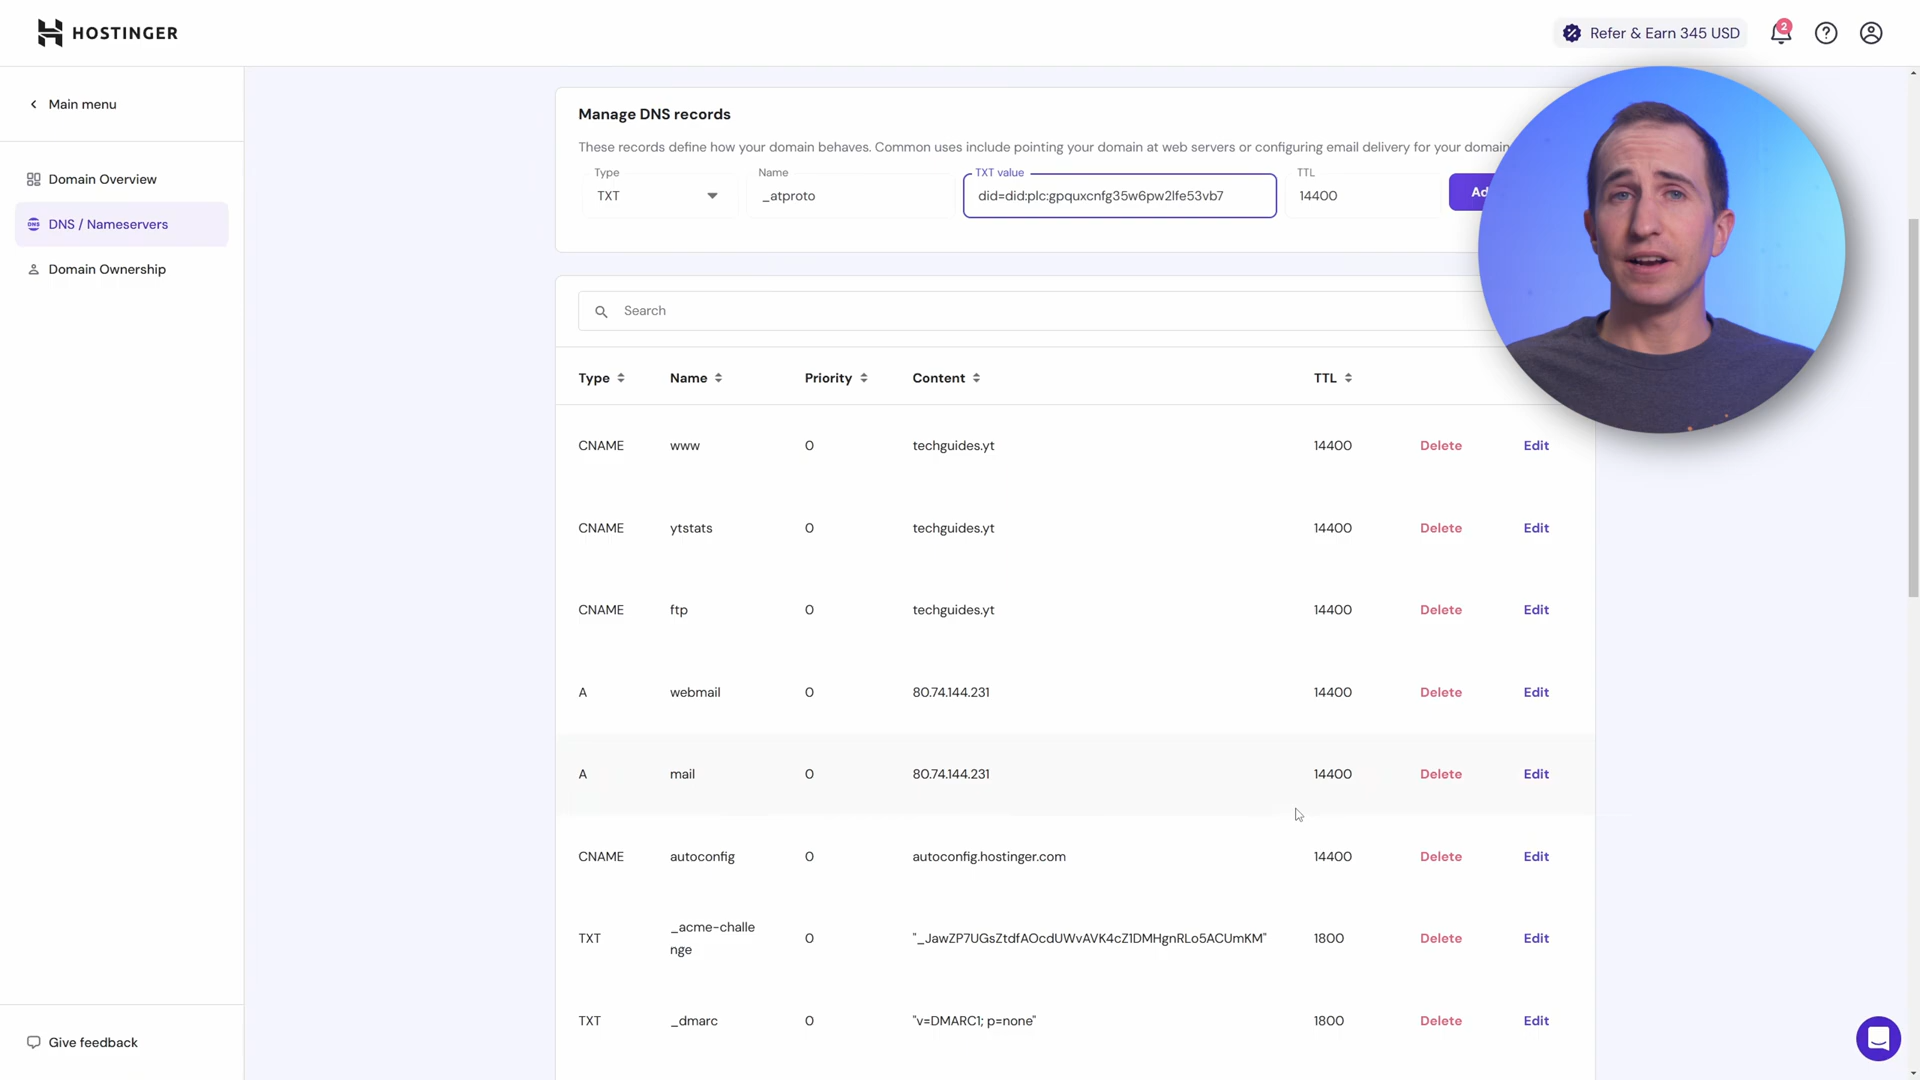 HOSTINGER
Refer & Earn 345 USD
2
Main menu
Domain Overview
DNS / Nameservers
Domain Ownership
Give feedback
Manage DNS records
These records define how your domain behaves. Common uses include pointing your domain at web servers or configuring email delivery for your domain
Type Name TXT value TTL
TXT _atproto did=did:plc:gpquxcnfg35w6pw2lfe53vb7 14400
Search
Type Name Priority Content TTL
CNAME www 0 techguides.yt 14400 Delete Edit
CNAME ytstats 0 techguides.yt 14400 Delete Edit
CNAME ftp 0 techguides.yt 14400 Delete Edit
A webmail 0 80.74.144.231 14400 Delete Edit
A mail 0 80.74.144.231 14400 Delete Edit
CNAME autoconfig 0 autoconfig.hostinger.com 14400 Delete Edit
TXT _acme-challe
nge 0 "_JawZP7UGsZtdfAOcdUWvAVK4cZ1DMHgnRLo5ACUmKM" 1800 Delete Edit
TXT _dmarc 0 "v=DMARC1; p=none" 1800 Delete Edit